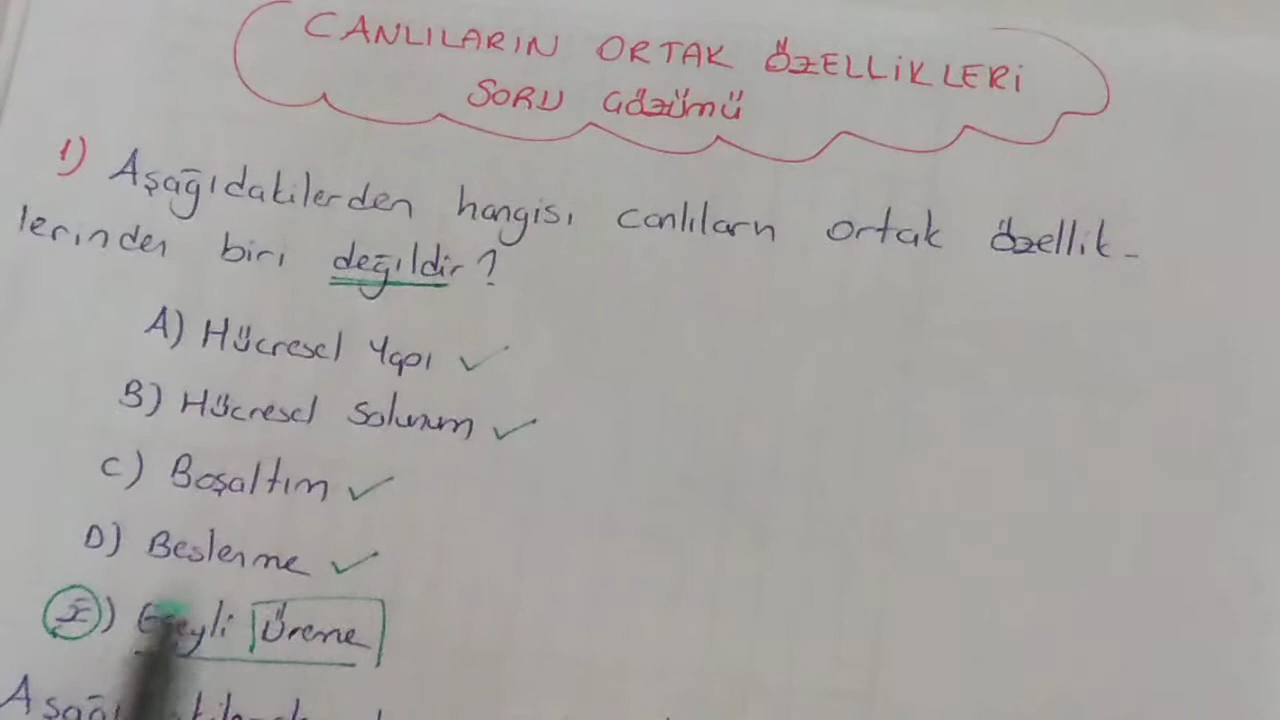 CANLILARIN ORTAK ÖZELLİKLERİ
SORU ÇÖZÜMÜ
1) Aşağıdakilerden hangisi canlıların ortak özellik-
lerinden biri değildir?
A) Hücresel Yapı ✓
B) Hücresel Solunum ✓
C) Boşaltım ✓
D) Beslenme ✓
E) Eşeyli Üreme